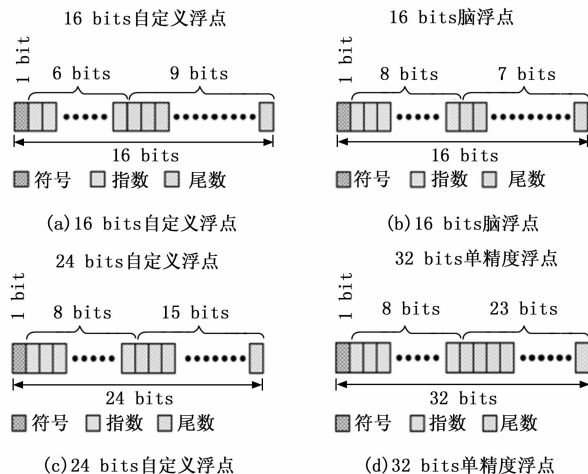 16 bits自定义浮点
1 bit
6 bits
9 bits
16 bits
符号 指数 尾数
(a)16 bits自定义浮点
16 bits脑浮点
1 bit
8 bits
7 bits
16 bits
符号 指数 尾数
(b)16 bits脑浮点
24 bits自定义浮点
1 bit
8 bits
15 bits
24 bits
符号 指数 尾数
(c)24 bits自定义浮点
32 bits单精度浮点
1 bit
8 bits
23 bits
32 bits
符号 指数 尾数
(d)32 bits单精度浮点